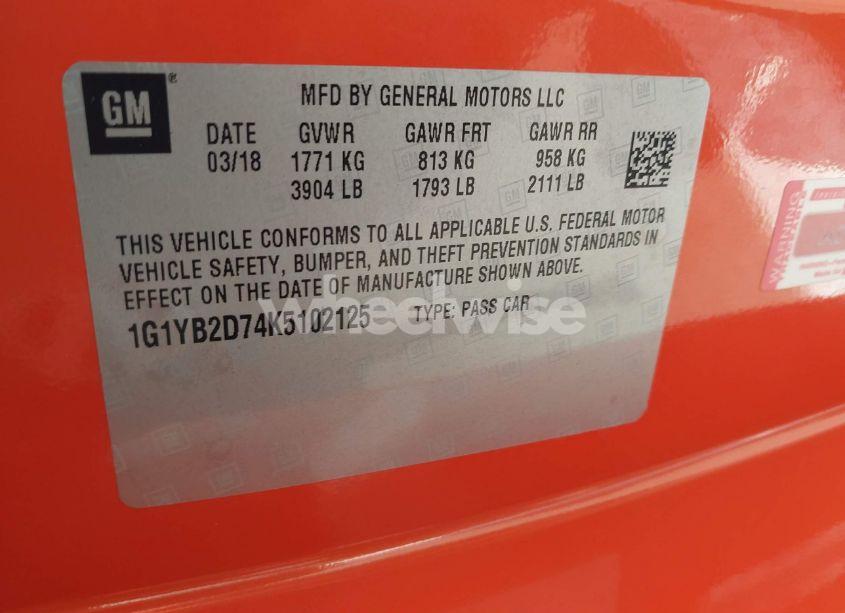 GM ®
MFD BY GENERAL MOTORS LLC
DATE GVWR GAWR FRT GAWR RR
03/18 1771 KG 813 KG 958 KG
3904 LB 1793 LB 2111 LB
THIS VEHICLE CONFORMS TO ALL APPLICABLE U.S. FEDERAL MOTOR
VEHICLE SAFETY, BUMPER, AND THEFT PREVENTION STANDARDS IN
EFFECT ON THE DATE OF MANUFACTURE SHOWN ABOVE.
1G1YB2D74K5102125 TYPE: PASS CAR
wheelwise
WARNING